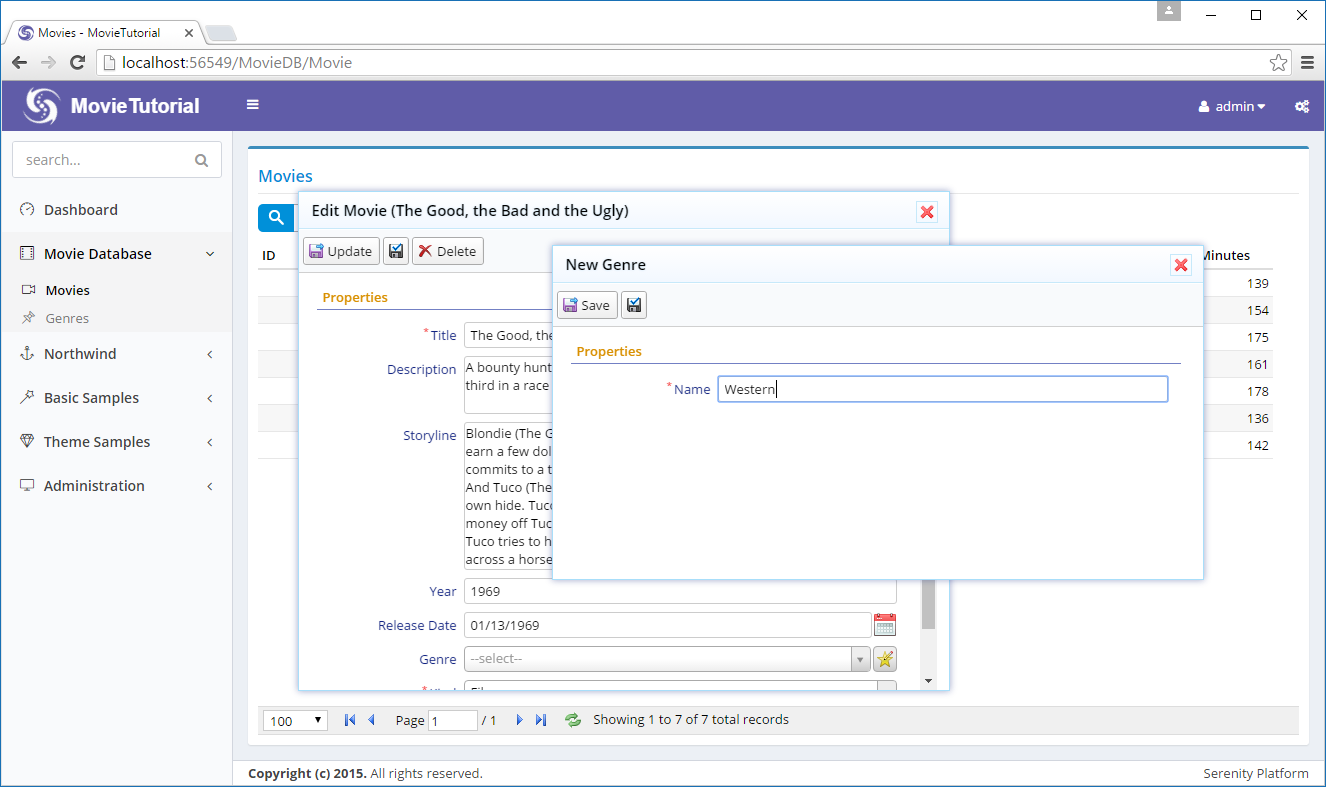 Movies - MovieTutorial
localhost:56549/MovieDB/Movie
MovieTutorial
admin
search...
Dashboard
Movie Database
Movies
Genres
Northwind
Basic Samples
Theme Samples
Administration
Movies
ID
Minutes
139
154
175
161
178
136
142
Edit Movie (The Good, the Bad and the Ugly)
Update
Delete
Properties
*Title The Good, the
Description A bounty hunt
third in a race
Storyline Blondie (The G
earn a few dol
commits to a t
And Tuco (The
own hide. Tuco
money off Tuc
Tuco tries to h
across a horse
Year 1969
Release Date 01/13/1969
Genre --select--
New Genre
Save
Properties
*Name Western
100 Page 1 / 1 Showing 1 to 7 of 7 total records
Copyright (c) 2015. All rights reserved.
Serenity Platform